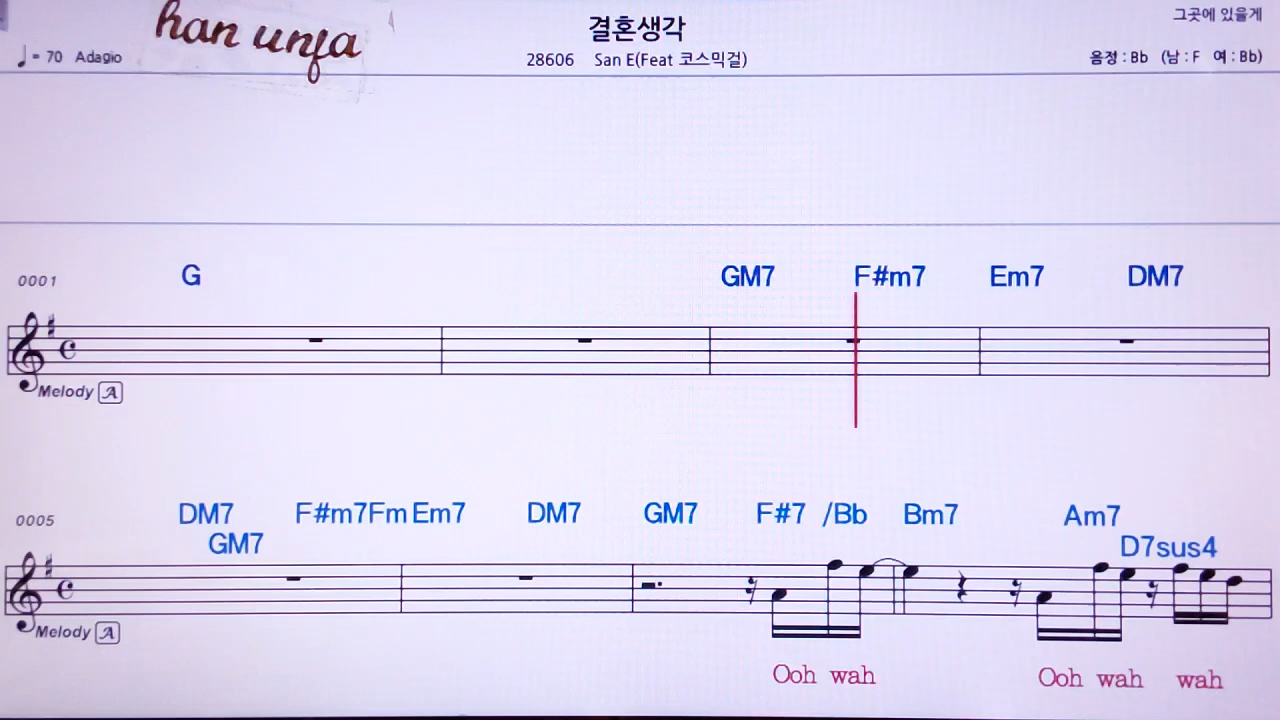 han unfa
결혼생각
그곳에 있을게
♩= 70 Adagio
28606 San E(Feat 코스믹걸)
음정 : Bb (남 : F 여 : Bb)
0001 G GM7 F#m7 Em7 DM7
Melody A
0005 DM7 F#m7Fm Em7 DM7 GM7 F#7 /Bb Bm7 Am7
GM7 D7sus4
Melody A
Ooh wah Ooh wah wah